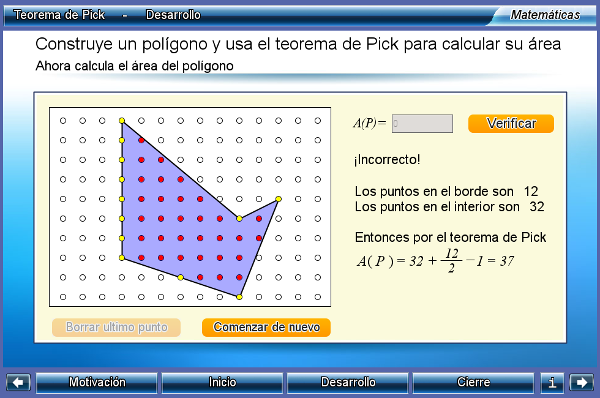 Teorema de Pick - Desarrollo
Matemáticas
Construye un polígono y usa el teorema de Pick para calcular su área
Ahora calcula el área del polígono
A(P)=
Verificar
¡Incorrecto!
Los puntos en el borde son 12
Los puntos en el interior son 32
Entonces por el teorema de Pick
A( P ) = 32 + 12/2 − 1 = 37
Borrar ultimo punto
Comenzar de nuevo
Motivación
Inicio
Desarrollo
Cierre
i